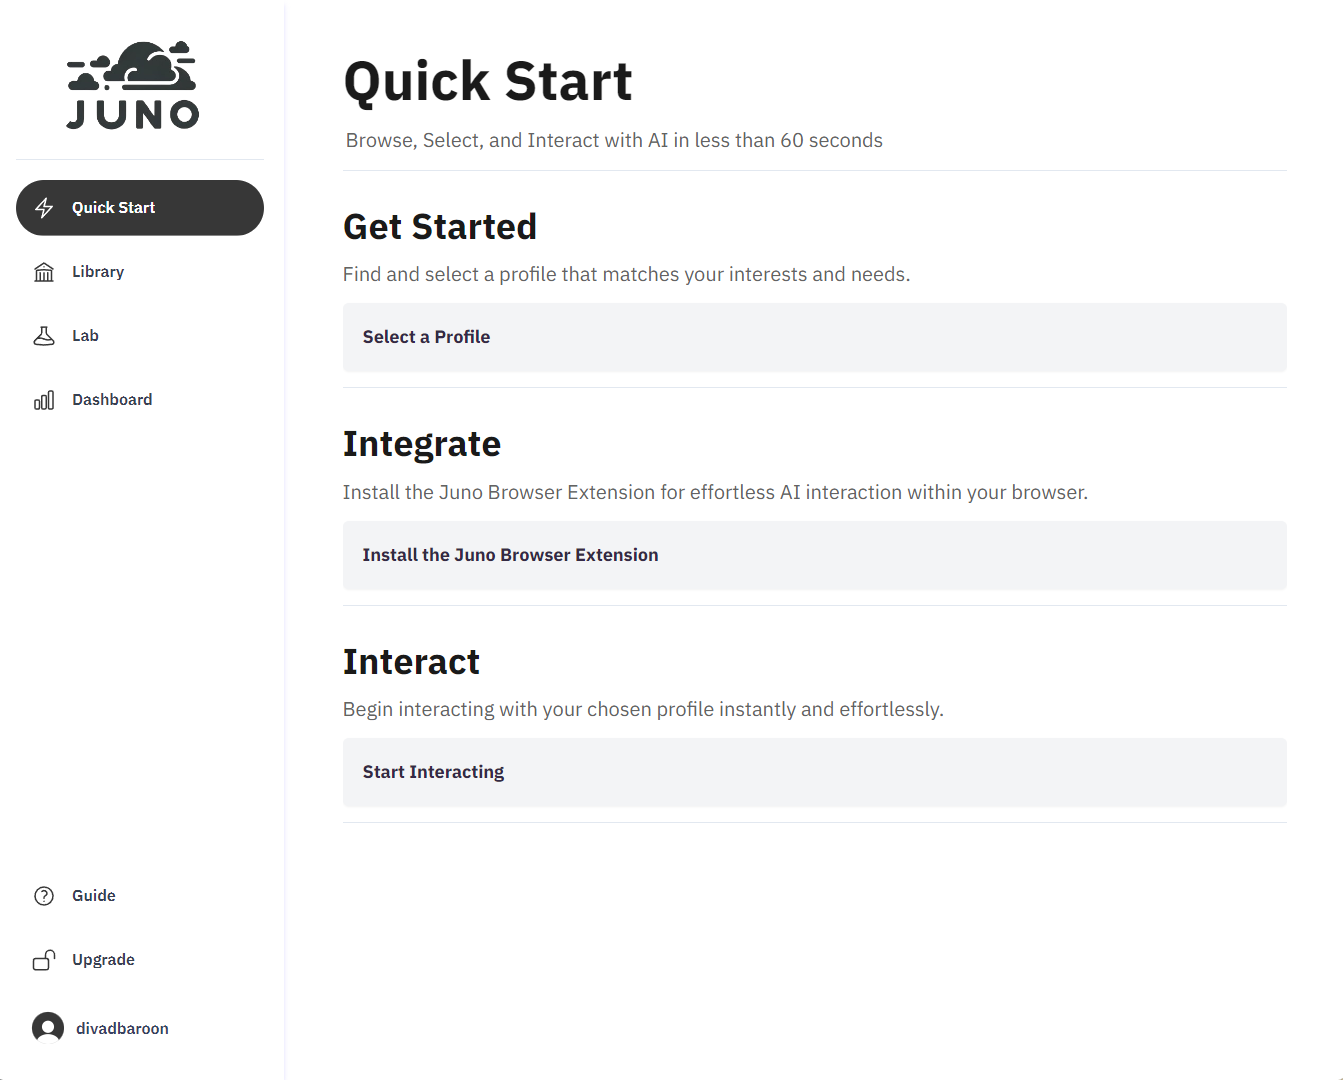 JUNO
Quick Start
Library
Lab
Dashboard
Guide
Upgrade
divadbaroon
Quick Start
Browse, Select, and Interact with AI in less than 60 seconds
Get Started
Find and select a profile that matches your interests and needs.
Select a Profile
Integrate
Install the Juno Browser Extension for effortless AI interaction within your browser.
Install the Juno Browser Extension
Interact
Begin interacting with your chosen profile instantly and effortlessly.
Start Interacting